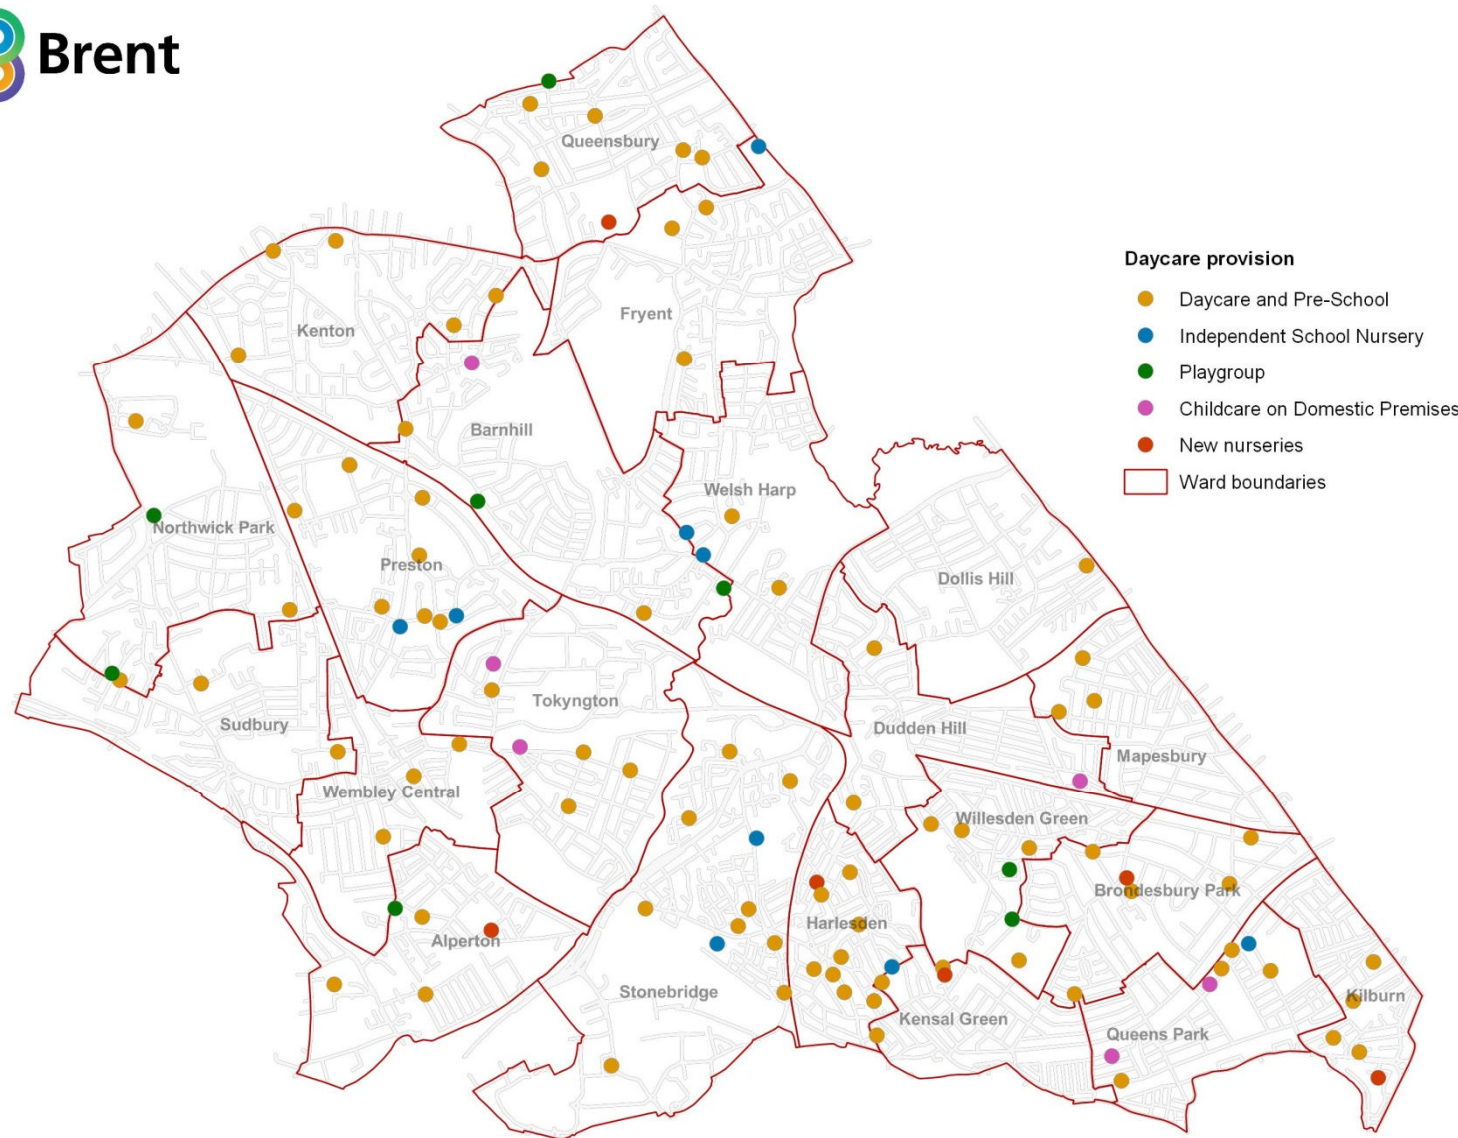 Brent
Queensbury
Daycare provision
Daycare and Pre-School
Independent School Nursery
Playgroup
Childcare on Domestic Premises
New nurseries
Ward boundaries
Fryent
Kenton
Barnhill
Welsh Harp
Northwick Park
Preston
Dollis Hill
Tokyngton
Sudbury
Dudden Hill
Mapesbury
Wembley Central
Willesden Green
Brondesbury Park
Harlesden
Alperton
Stonebridge
Kilburn
Kensal Green
Queens Park